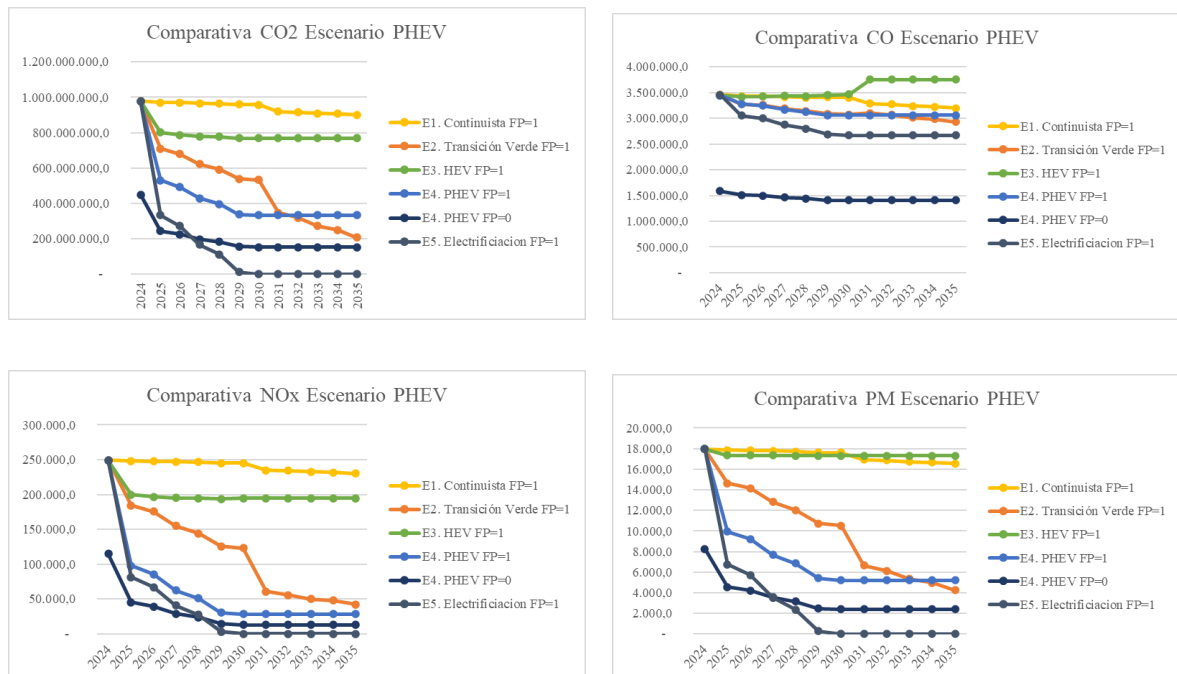 Comparativa CO2 Escenario PHEV
1.200.000.000,0
1.000.000.000,0
800.000.000,0
600.000.000,0
400.000.000,0
200.000.000,0
-
2024
2025
2026
2027
2028
2029
2030
2031
2032
2033
2034
2035
E1. Continuista FP=1
E2. Transición Verde FP=1
E3. HEV FP=1
E4. PHEV FP=1
E4. PHEV FP=0
E5. Electrificiacion FP=1
Comparativa CO Escenario PHEV
4.000.000,0
3.500.000,0
3.000.000,0
2.500.000,0
2.000.000,0
1.500.000,0
1.000.000,0
500.000,0
-
2024
2025
2026
2027
2028
2029
2030
2031
2032
2033
2034
2035
E1. Continuista FP=1
E2. Transición Verde FP=1
E3. HEV FP=1
E4. PHEV FP=1
E4. PHEV FP=0
E5. Electrificiacion FP=1
Comparativa NOx Escenario PHEV
300.000,0
250.000,0
200.000,0
150.000,0
100.000,0
50.000,0
-
2024
2025
2026
2027
2028
2029
2030
2031
2032
2033
2034
2035
E1. Continuista FP=1
E2. Transición Verde FP=1
E3. HEV FP=1
E4. PHEV FP=1
E4. PHEV FP=0
E5. Electrificiacion FP=1
Comparativa PM Escenario PHEV
20.000,0
18.000,0
16.000,0
14.000,0
12.000,0
10.000,0
8.000,0
6.000,0
4.000,0
2.000,0
-
2024
2025
2026
2027
2028
2029
2030
2031
2032
2033
2034
2035
E1. Continuista FP=1
E2. Transición Verde FP=1
E3. HEV FP=1
E4. PHEV FP=1
E4. PHEV FP=0
E5. Electrificiacion FP=1